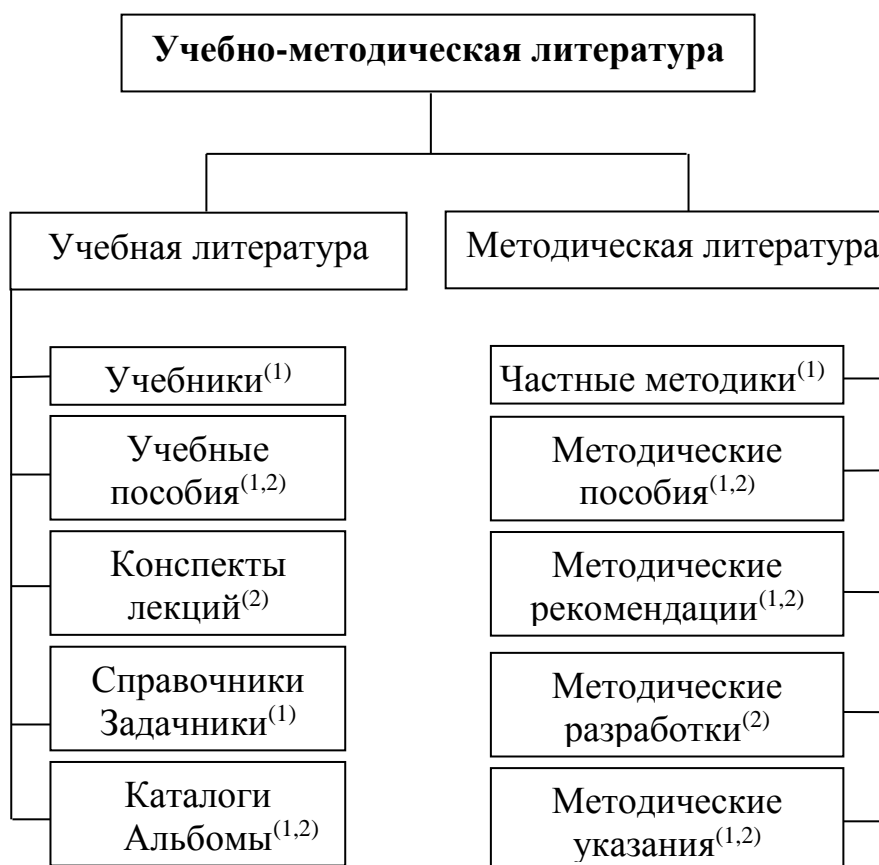 Учебно-методическая литература
Учебная литература
Методическая литература
Учебники(1)
Учебные
пособия(1,2)
Конспекты
лекций(2)
Справочники
Задачники(1)
Каталоги
Альбомы(1,2)
Частные методики(1)
Методические
пособия(1,2)
Методические
рекомендации(1,2)
Методические
разработки(2)
Методические
указания(1,2)